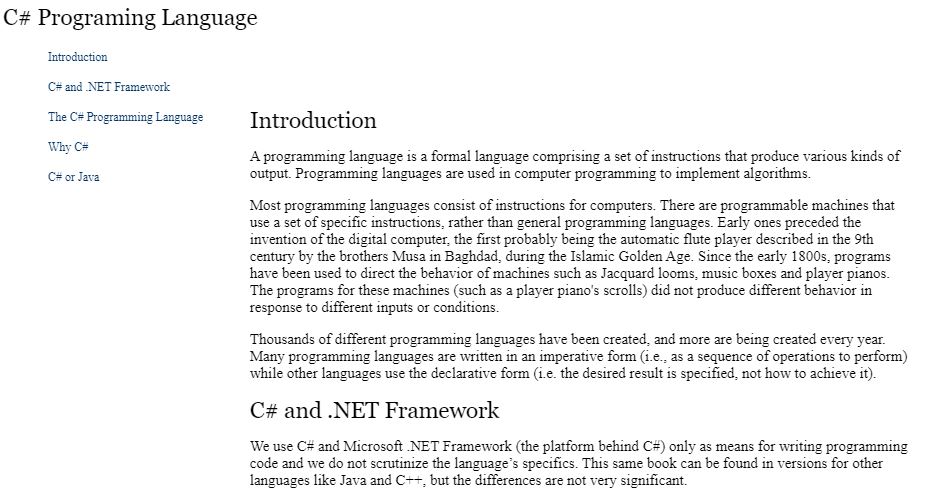 C# Programing Language
Introduction
C# and .NET Framework
The C# Programming Language
Why C#
C# or Java
Introduction
A programming language is a formal language comprising a set of instructions that produce various kinds of
output. Programming languages are used in computer programming to implement algorithms.
Most programming languages consist of instructions for computers. There are programmable machines that
use a set of specific instructions, rather than general programming languages. Early ones preceded the
invention of the digital computer, the first probably being the automatic flute player described in the 9th
century by the brothers Musa in Baghdad, during the Islamic Golden Age. Since the early 1800s, programs
have been used to direct the behavior of machines such as Jacquard looms, music boxes and player pianos.
The programs for these machines (such as a player piano's scrolls) did not produce different behavior in
response to different inputs or conditions.
Thousands of different programming languages have been created, and more are being created every year.
Many programming languages are written in an imperative form (i.e., as a sequence of operations to perform)
while other languages use the declarative form (i.e. the desired result is specified, not how to achieve it).
C# and .NET Framework
We use C# and Microsoft .NET Framework (the platform behind C#) only as means for writing programming
code and we do not scrutinize the language’s specifics. This same book can be found in versions for other
languages like Java and C++, but the differences are not very significant.